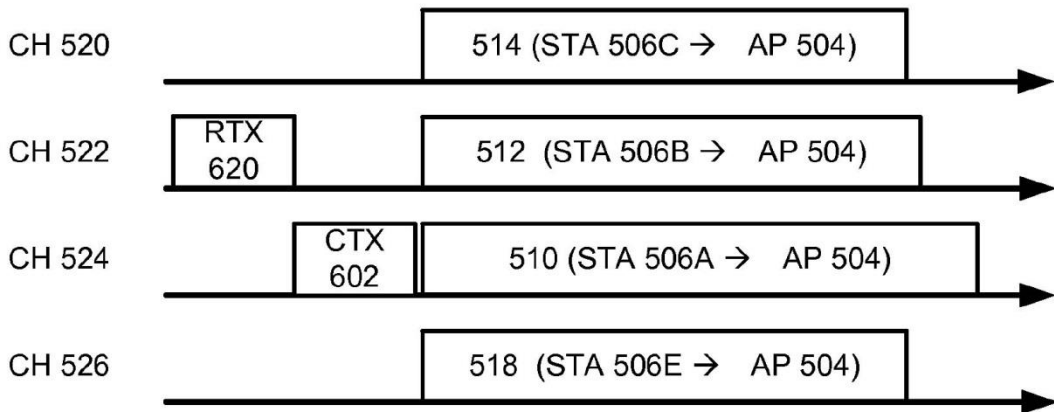 CH 520
514 (STA 506C → AP 504)
CH 522
RTX
620
512 (STA 506B → AP 504)
CH 524
CTX
602
510 (STA 506A → AP 504)
CH 526
518 (STA 506E → AP 504)